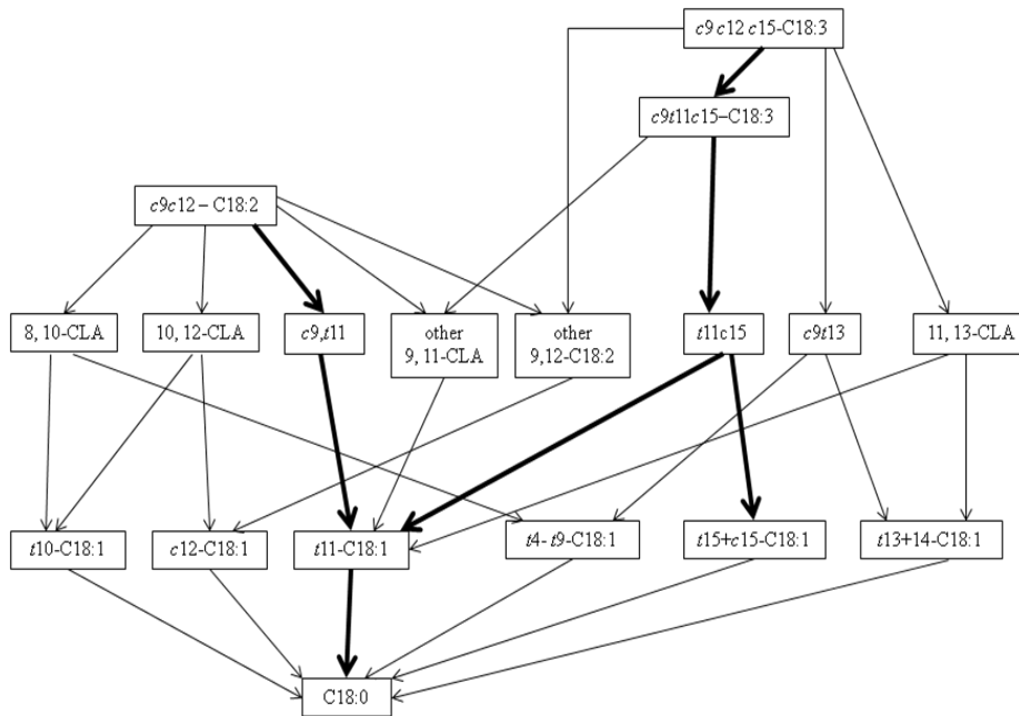 c9 c12 c15-C18:3
c9t11c15–C18:3
c9c12 – C18:2
8, 10-CLA
10, 12-CLA
c9,t11
other
9, 11-CLA
other
9,12-C18:2
t11c15
c9t13
11, 13-CLA
t10-C18:1
c12-C18:1
t11-C18:1
t4- t9-C18:1
t15+c15-C18:1
t13+14-C18:1
C18:0